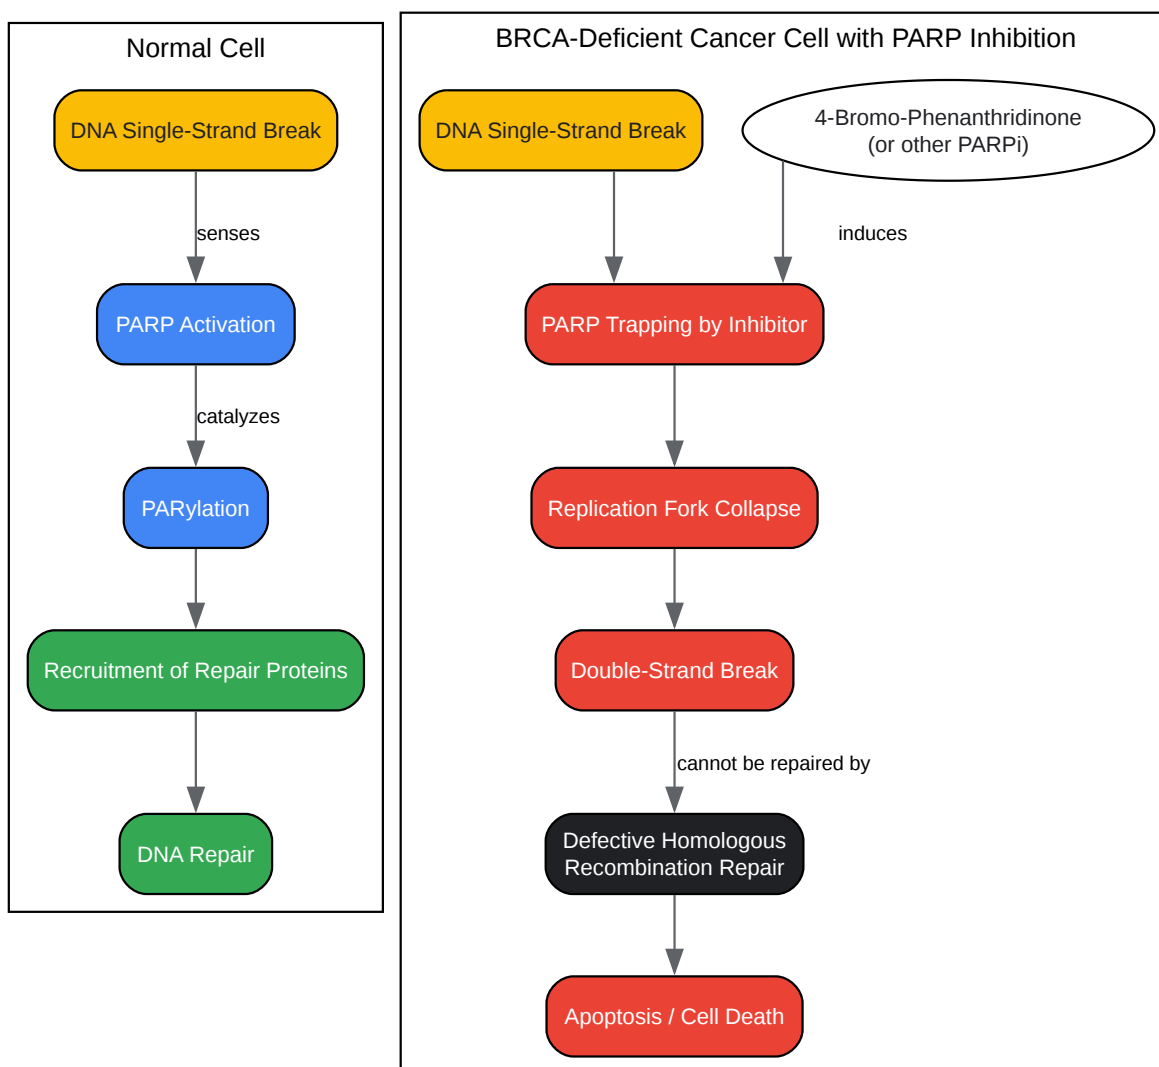 Normal Cell
DNA Single-Strand Break
senses
PARP Activation
catalyzes
PARylation
Recruitment of Repair Proteins
DNA Repair
BRCA-Deficient Cancer Cell with PARP Inhibition
DNA Single-Strand Break
4-Bromo-Phenanthridinone
(or other PARPi)
induces
PARP Trapping by Inhibitor
Replication Fork Collapse
Double-Strand Break
cannot be repaired by
Defective Homologous
Recombination Repair
Apoptosis / Cell Death